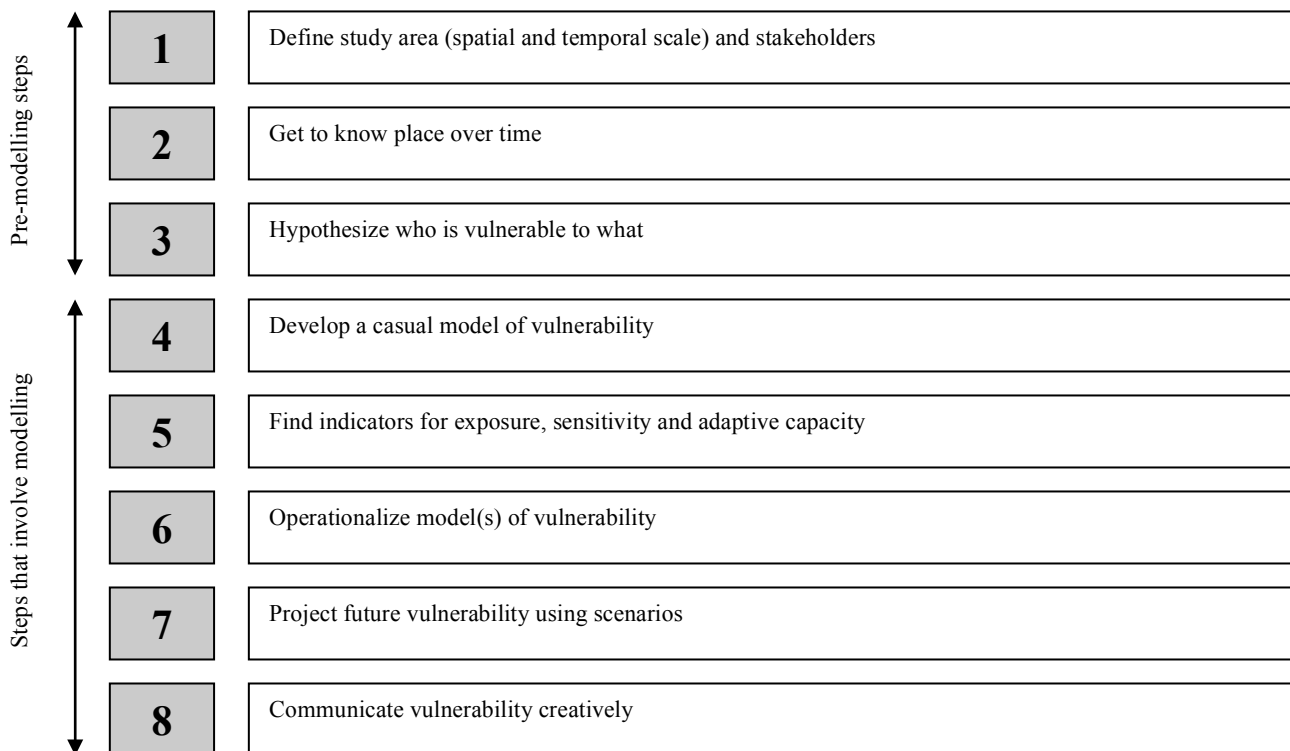 Pre-modelling steps
1
Define study area (spatial and temporal scale) and stakeholders
2
Get to know place over time
3
Hypothesize who is vulnerable to what
Steps that involve modelling
4
Develop a casual model of vulnerability
5
Find indicators for exposure, sensitivity and adaptive capacity
6
Operationalize model(s) of vulnerability
7
Project future vulnerability using scenarios
8
Communicate vulnerability creatively